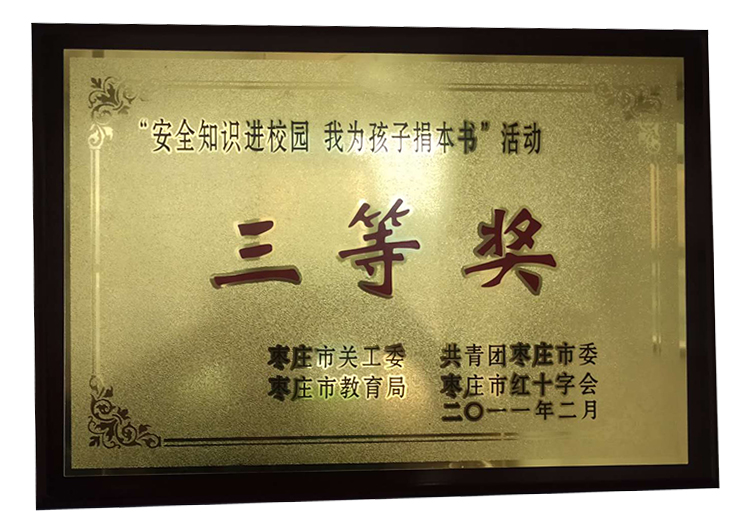 “安全知识进校园 我为孩子捐本书”活动
三等奖
枣庄市关工委 共青团枣庄市委
枣庄市教育局 枣庄市红十字会
二〇一一年二月